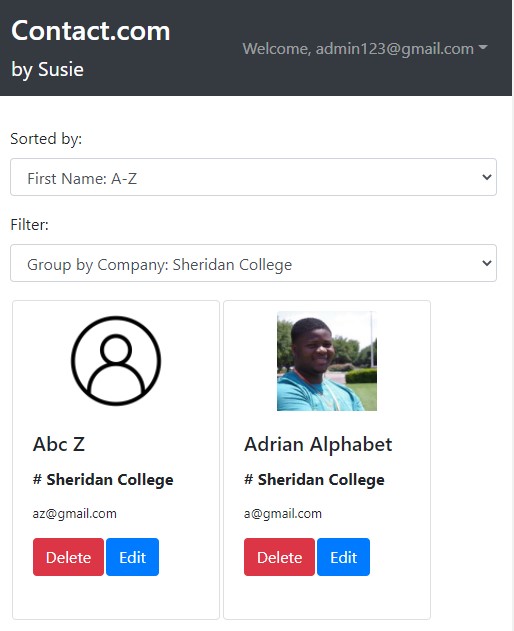 Contact.com
by Susie
Welcome, admin123@gmail.com
Sorted by:
First Name: A-Z
Filter:
Group by Company: Sheridan College
Abc Z
# Sheridan College
az@gmail.com
Delete Edit
Adrian Alphabet
# Sheridan College
a@gmail.com
Delete Edit